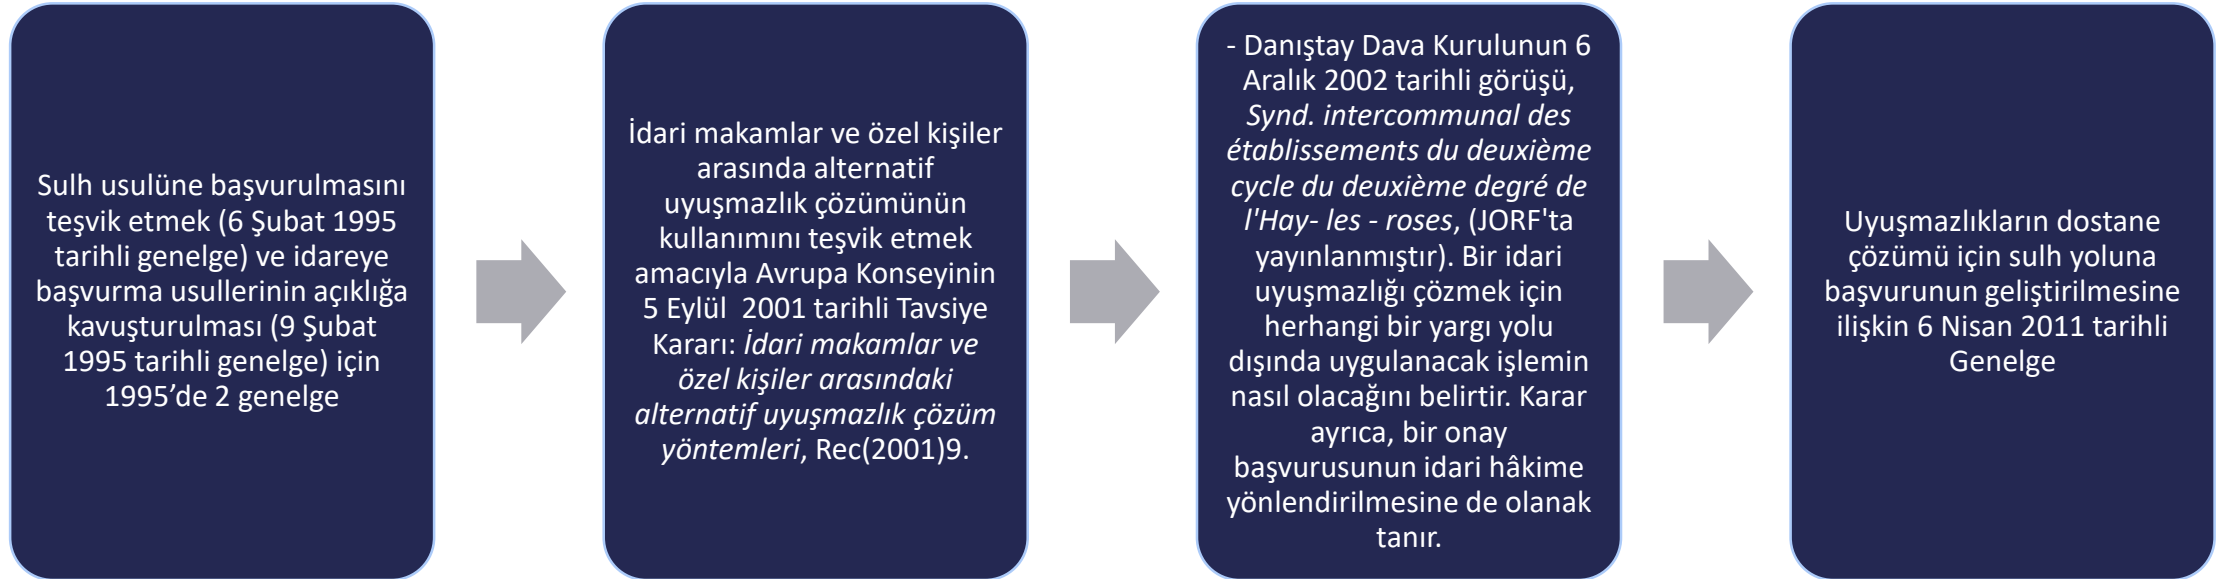 Sulh usulüne başvurulmasını
teşvik etmek (6 Şubat 1995
tarihli genelge) ve idareye
başvurma usullerinin açıklığa
kavuşturulması (9 Şubat
1995 tarihli genelge) için
1995’de 2 genelge
İdari makamlar ve özel kişiler
arasında alternatif
uyuşmazlık çözümünün
kullanımını teşvik etmek
amacıyla Avrupa Konseyinin
5 Eylül  2001 tarihli Tavsiye
Kararı: İdari makamlar ve
özel kişiler arasındaki
alternatif uyuşmazlık çözüm
yöntemleri, Rec(2001)9.
- Danıştay Dava Kurulunun 6
Aralık 2002 tarihli görüşü,
Synd. intercommunal des
établissements du deuxième
cycle du deuxième degré de
l'Hay- les - roses, (JORF'ta
yayınlanmıştır). Bir idari
uyuşmazlığı çözmek için
herhangi bir yargı yolu
dışında uygulanacak işlemin
nasıl olacağını belirtir. Karar
ayrıca, bir onay
başvurusunun idari hâkime
yönlendirilmesine de olanak
tanır.
Uyuşmazlıkların dostane
çözümü için sulh yoluna
başvurunun geliştirilmesine
ilişkin 6 Nisan 2011 tarihli
Genelge